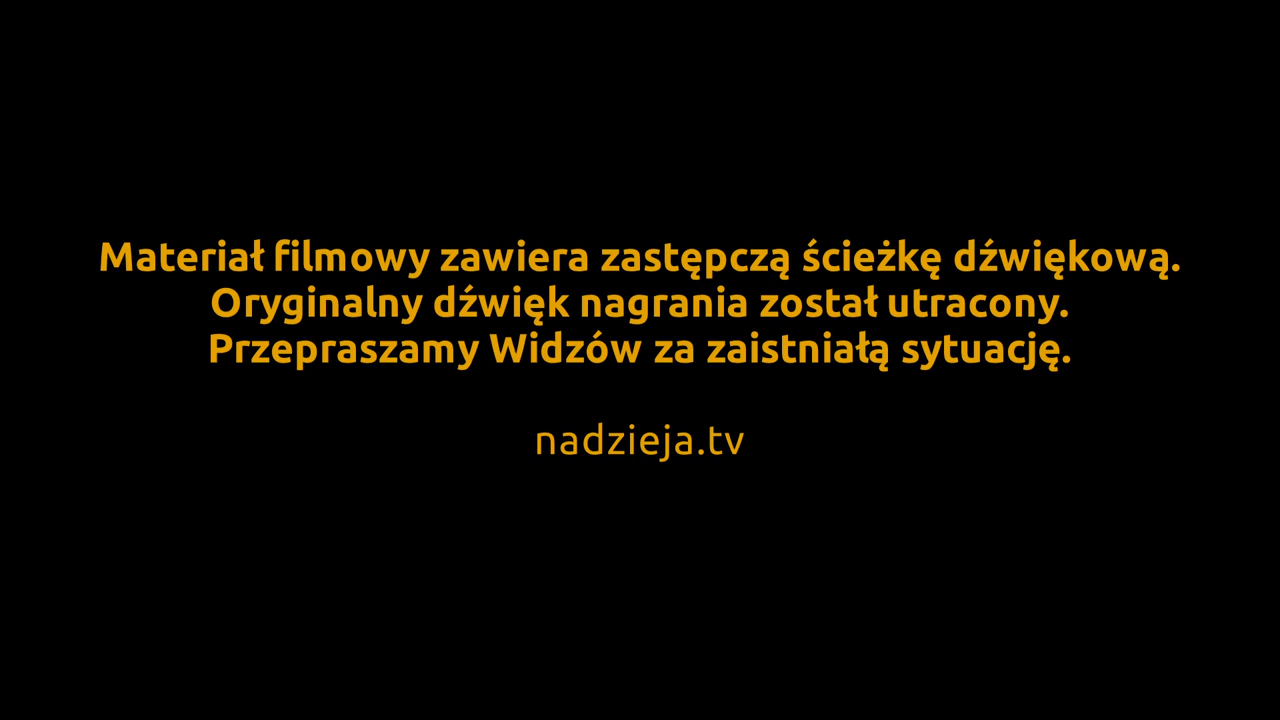 Materiał filmowy zawiera zastępczą ścieżkę dźwiękową.
Oryginalny dźwięk nagrania został utracony.
Przepraszamy Widzów za zaistniałą sytuację.
nadzieja.tv